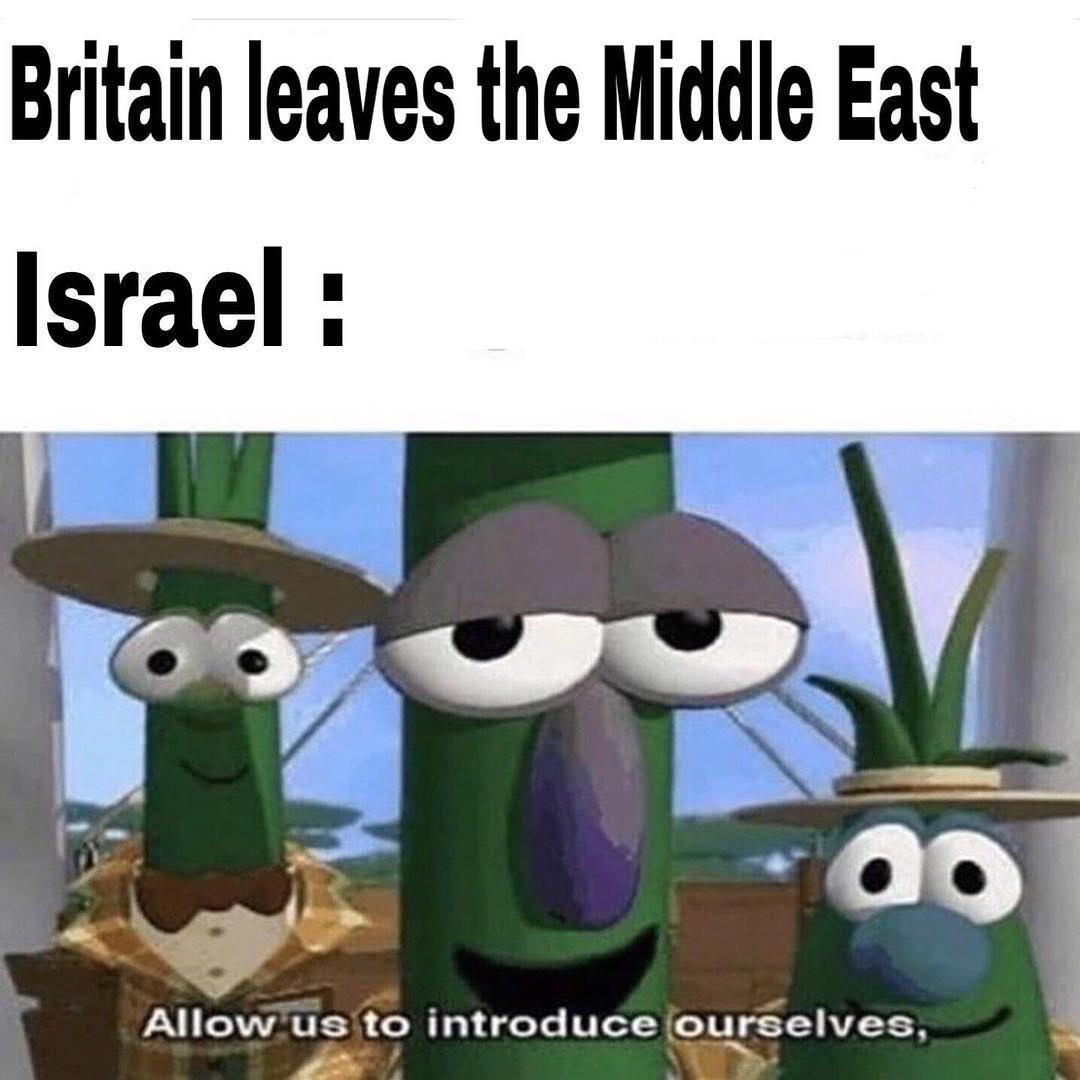 Britain leaves the Middle East
Israel :
Allow us to introduce ourselves,